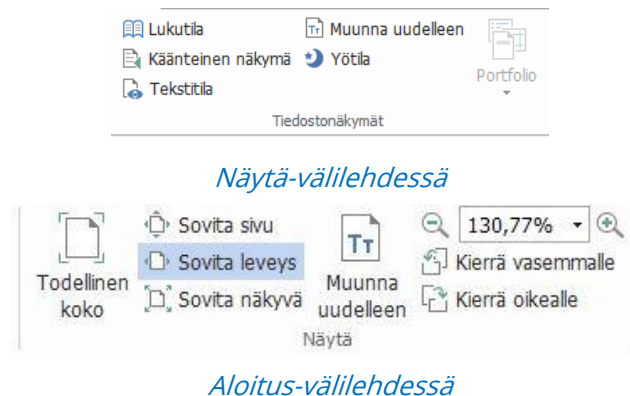 Lukutila
Muunna uudelleen
Käänteinen näkymä
Yötila
Tekstitila
Portfolio
Tiedostonäkymät
Näytä-välilehdessä
Todellinen
koko
Sovita sivu
Sovita leveys
Sovita näkyvä
Muunna
uudelleen
130,77%
Kierrä vasemmalle
Kierrä oikealle
Näytä
Aloitus-välilehdessä